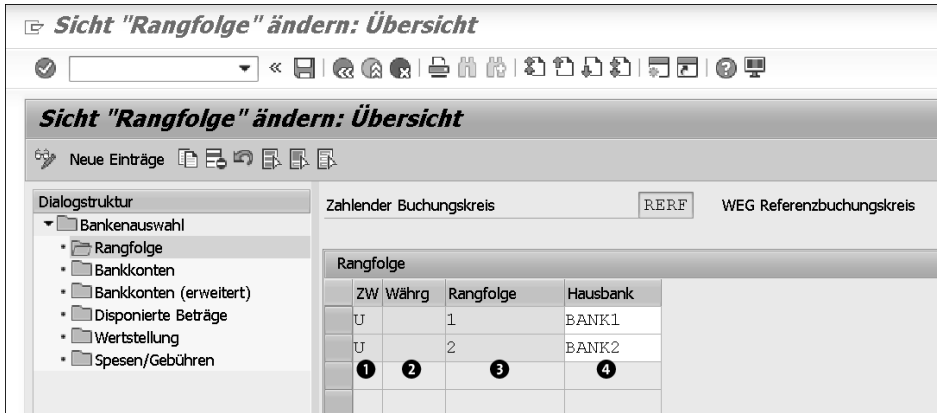 Sicht "Rangfolge" ändern: Übersicht
Sicht "Rangfolge" ändern: Übersicht
Neue Einträge
Dialogstruktur
Bankenauswahl
Rangfolge
Bankkonten
Bankkonten (erweitert)
Disponierte Beträge
Wertstellung
Spesen/Gebühren
Zahlender Buchungskreis RERF WEG Referenzbuchungskreis
Rangfolge
ZW Währg Rangfolge Hausbank
U 1 BANK1
U 2 BANK2
❶ ❷ ❸ ❹